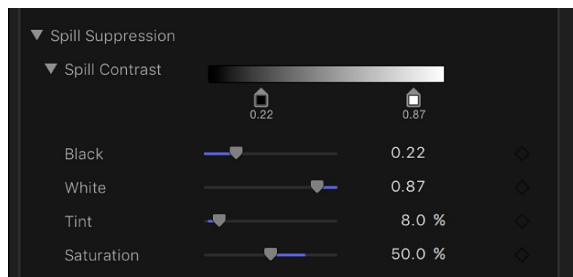 Spill Suppression
Spill Contrast
0.22 0.87
Black 0.22
White 0.87
Tint 8.0 %
Saturation 50.0 %